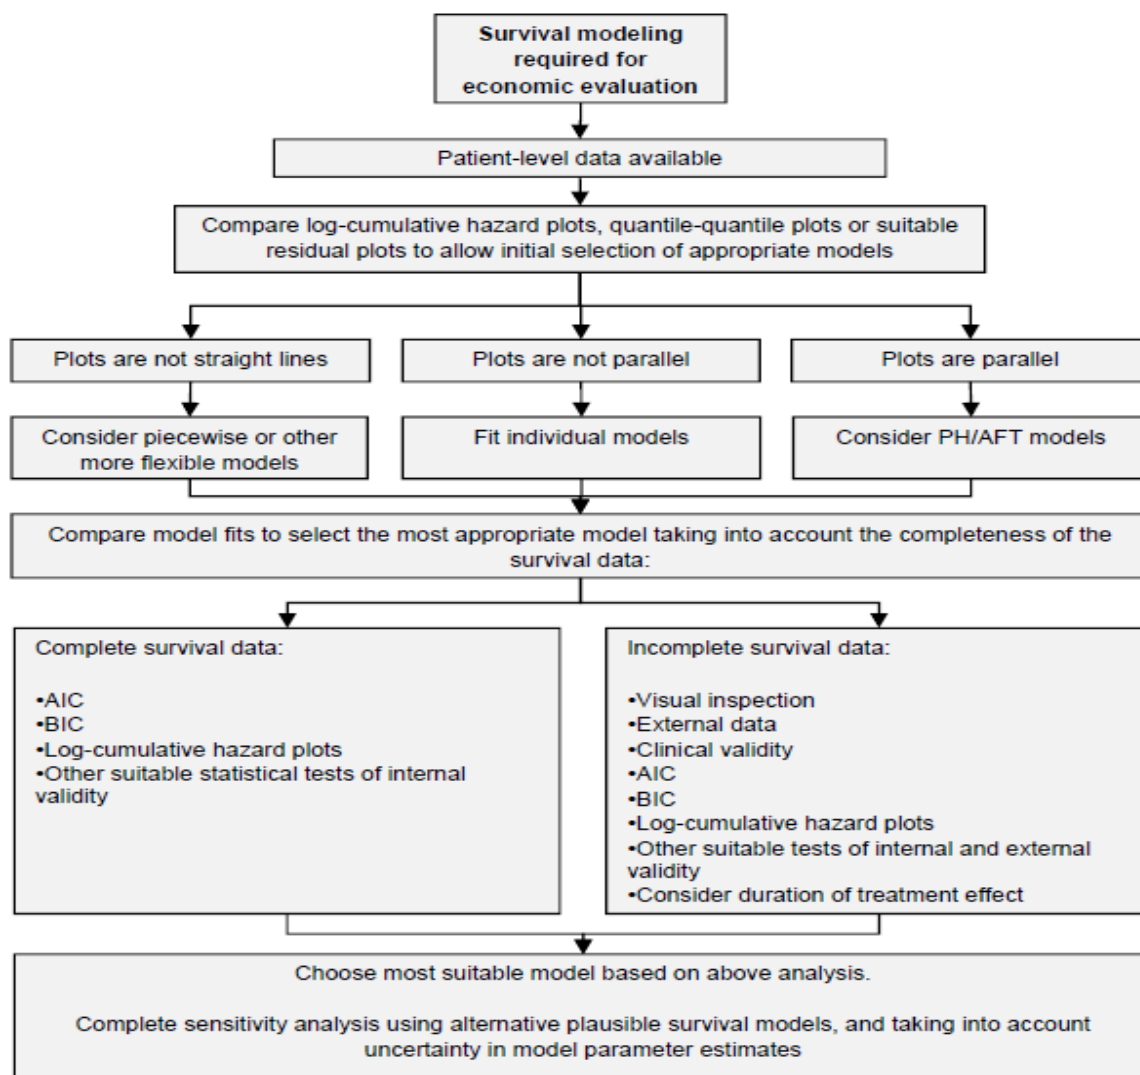 Survival modeling
required for
economic evaluation
Patient-level data available
Compare log-cumulative hazard plots, quantile-quantile plots or suitable
residual plots to allow initial selection of appropriate models
Plots are not straight lines
Plots are not parallel
Plots are parallel
Consider piecewise or other
more flexible models
Fit individual models
Consider PH/AFT models
Compare model fits to select the most appropriate model taking into account the completeness of the
survival data:
Complete survival data:
•AIC
•BIC
•Log-cumulative hazard plots
•Other suitable statistical tests of internal
validity
Incomplete survival data:
•Visual inspection
•External data
•Clinical validity
•AIC
•BIC
•Log-cumulative hazard plots
•Other suitable tests of internal and external
validity
•Consider duration of treatment effect
Choose most suitable model based on above analysis.
Complete sensitivity analysis using alternative plausible survival models, and taking into account
uncertainty in model parameter estimates